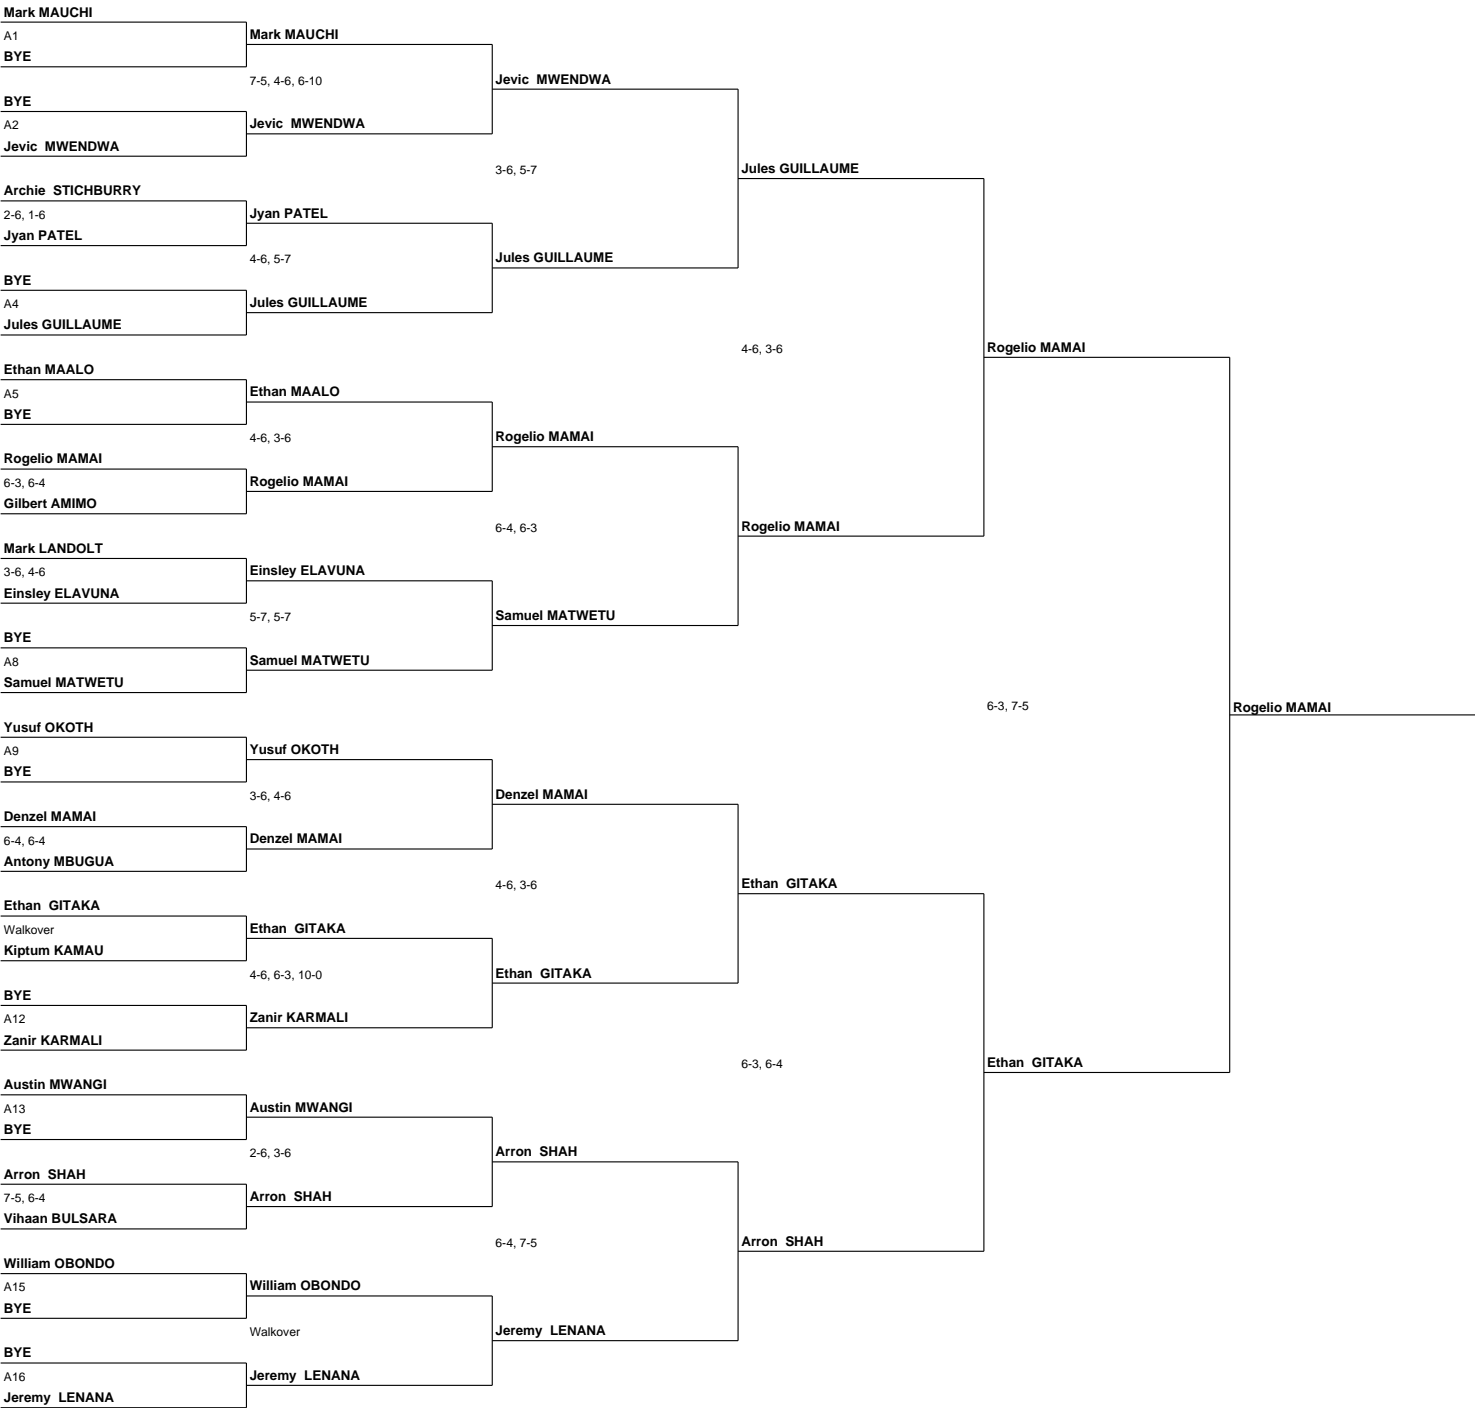 Mark MAUCHI
A1
BYE
BYE
A2
Jevic MWENDWA
Archie STICHBURRY
2-6, 1-6
Jyan PATEL
BYE
A4
Jules GUILLAUME
Ethan MAALO
A5
BYE
Rogelio MAMAI
6-3, 6-4
Gilbert AMIMO
Mark LANDOLT
3-6, 4-6
Einsley ELAVUNA
BYE
A8
Samuel MATWETU
Yusuf OKOTH
A9
BYE
Denzel MAMAI
6-4, 6-4
Antony MBUGUA
Ethan GITAKA
Walkover
Kiptum KAMAU
BYE
A12
Zanir KARMALI
Austin MWANGI
A13
BYE
Arron SHAH
7-5, 6-4
Vihaan BULSARA
William OBONDO
A15
BYE
BYE
A16
Jeremy LENANA
Mark MAUCHI
7-5, 4-6, 6-10
Jevic MWENDWA
Jyan PATEL
4-6, 5-7
Jules GUILLAUME
Ethan MAALO
4-6, 3-6
Rogelio MAMAI
Einsley ELAVUNA
5-7, 5-7
Samuel MATWETU
Yusuf OKOTH
3-6, 4-6
Denzel MAMAI
Ethan GITAKA
4-6, 6-3, 10-0
Zanir KARMALI
Austin MWANGI
2-6, 3-6
Arron SHAH
William OBONDO
Walkover
Jeremy LENANA
Jevic MWENDWA
3-6, 5-7
Jules GUILLAUME
Rogelio MAMAI
6-4, 6-3
Samuel MATWETU
Denzel MAMAI
4-6, 3-6
Ethan GITAKA
Arron SHAH
6-4, 7-5
Jeremy LENANA
Jules GUILLAUME
4-6, 3-6
Rogelio MAMAI
Ethan GITAKA
6-3, 6-4
Arron SHAH
Rogelio MAMAI
6-3, 7-5
Ethan GITAKA
Rogelio MAMAI